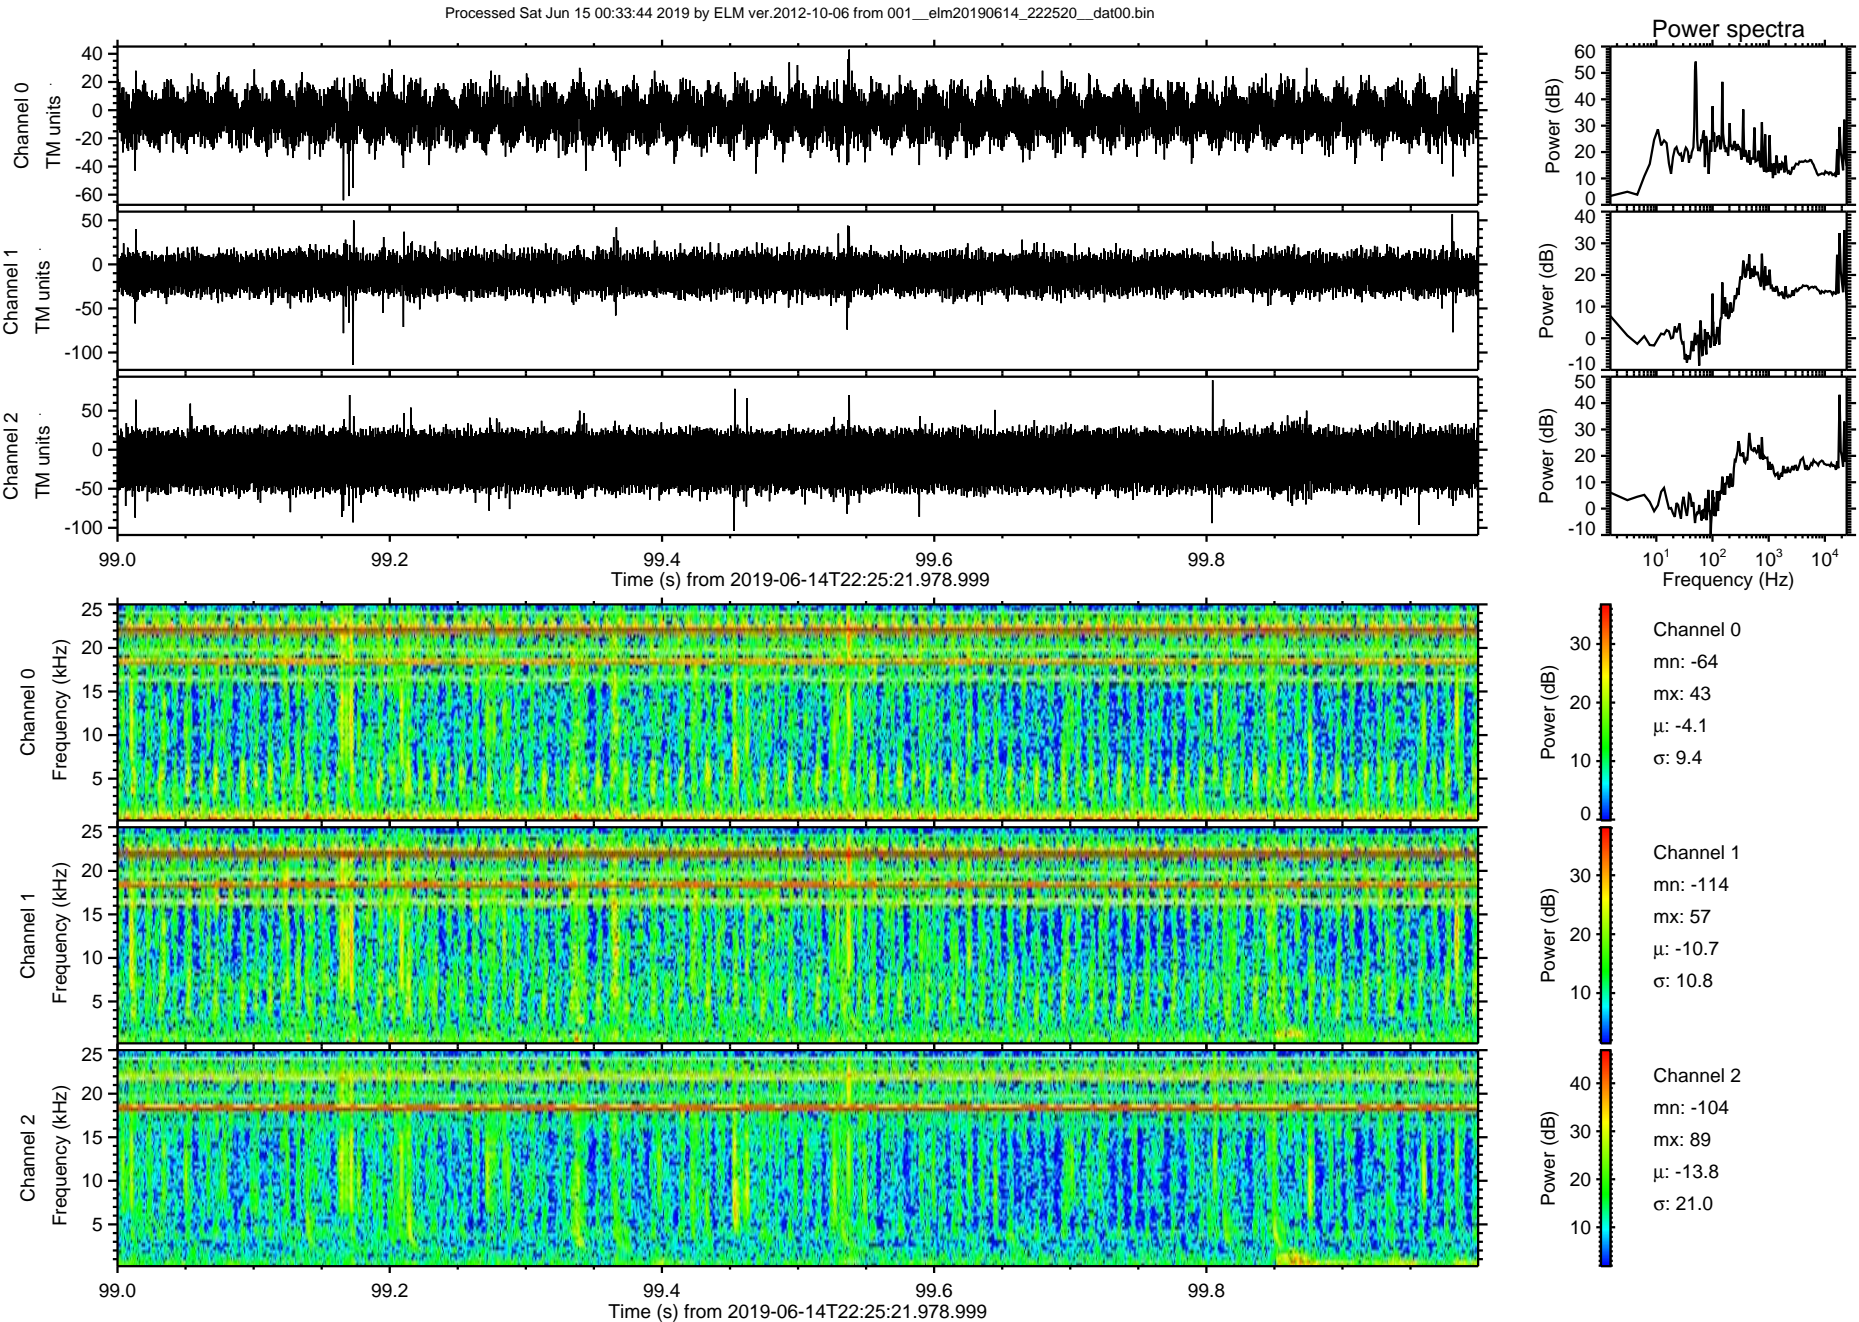 Processed Sat Jun 15 00:33:44 2019 by ELM ver.2012-10-06 from 001__elm20190614_222520__dat00.bin
Power spectra
Channel 0
TM units
40
20
0
-20
-40
-60
Power (dB)
60
50
40
30
20
10
0
Channel 1
TM units
50
0
-50
-100
Power (dB)
40
30
20
10
0
-10
Channel 2
TM units
50
0
-50
-100
Power (dB)
50
40
30
20
10
0
-10
99.0 99.2 99.4 99.6 99.8
Time (s) from 2019-06-14T22:25:21.978.999
10¹ 10² 10³ 10⁴
Frequency (Hz)
Channel 0
Frequency (kHz)
25
20
15
10
5
Power (dB)
30
20
10
0
Channel 0
mn: -64
mx: 43
μ: -4.1
σ: 9.4
Channel 1
Frequency (kHz)
25
20
15
10
5
Power (dB)
30
20
10
Channel 1
mn: -114
mx: 57
μ: -10.7
σ: 10.8
Channel 2
Frequency (kHz)
25
20
15
10
5
Power (dB)
40
30
20
10
Channel 2
mn: -104
mx: 89
μ: -13.8
σ: 21.0
99.0 99.2 99.4 99.6 99.8
Time (s) from 2019-06-14T22:25:21.978.999